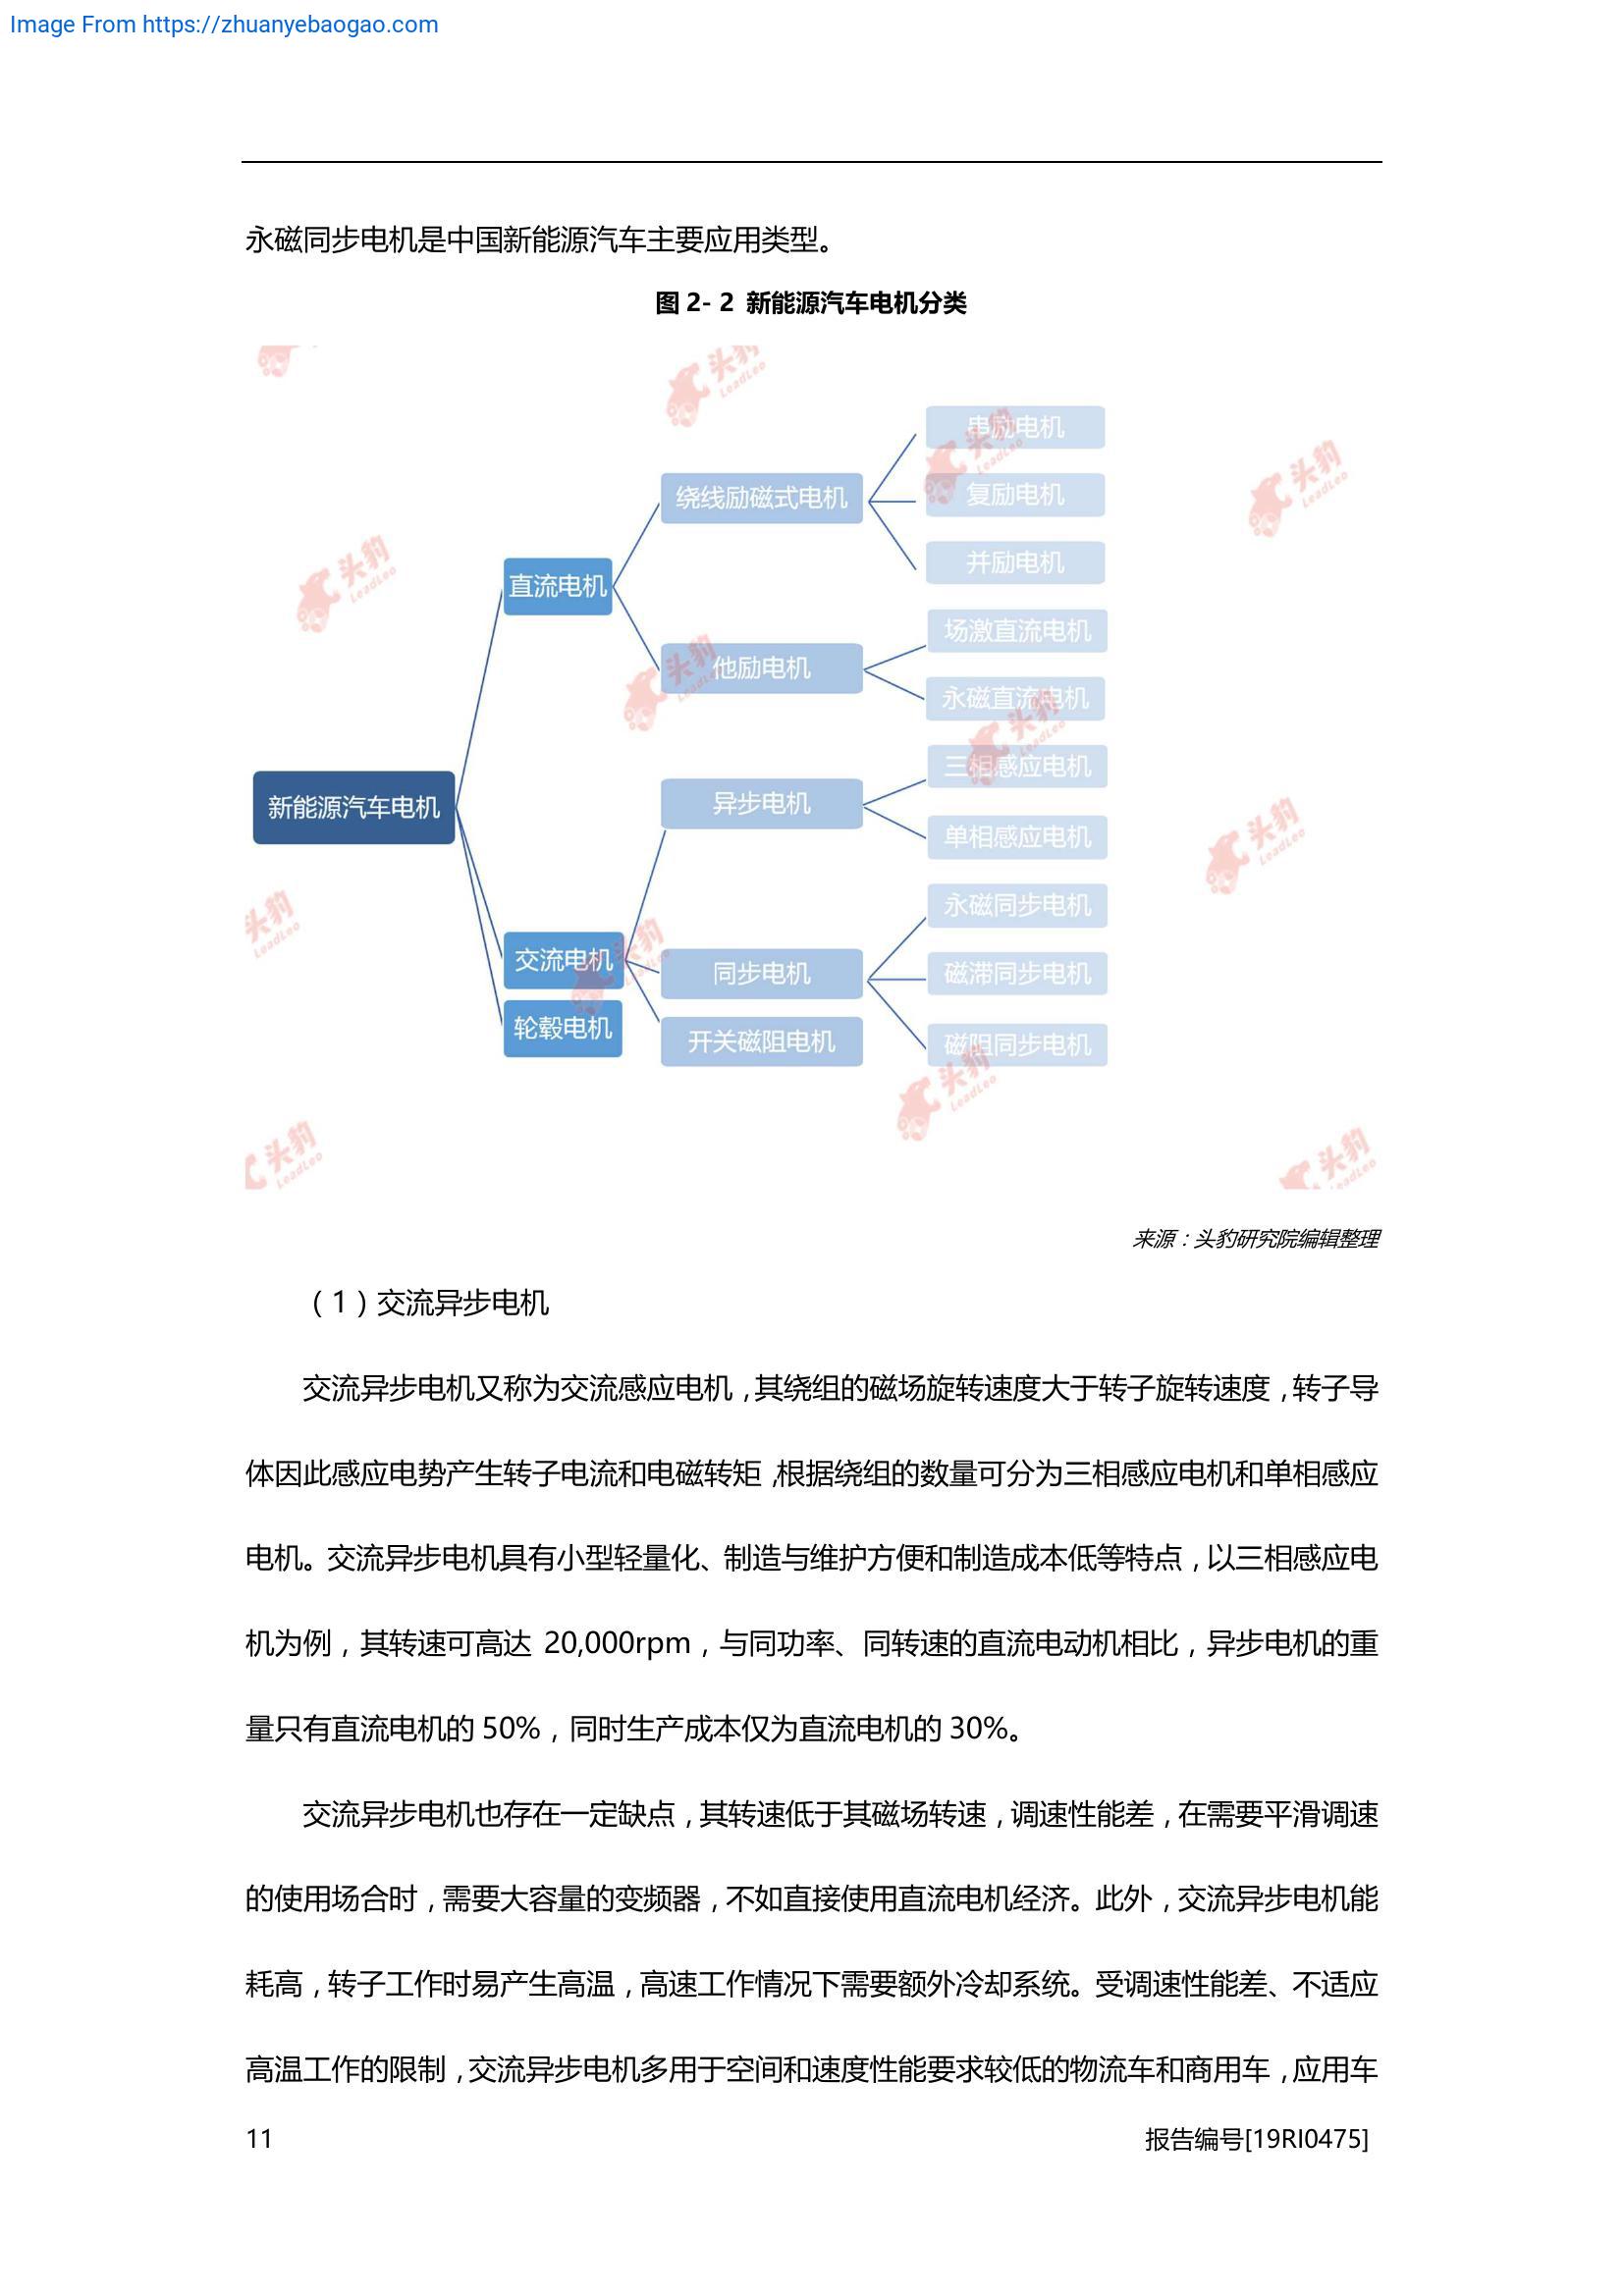 Image From https://zhuanyebaogao.com
永磁同步电机是中国新能源汽车主要应用类型。
图 2- 2 新能源汽车电机分类
新能源汽车电机
直流电机
交流电机
轮毂电机
绕线励磁式电机
他励电机
异步电机
同步电机
开关磁阻电机
串励电机
复励电机
并励电机
场激直流电机
永磁直流电机
三相感应电机
单相感应电机
永磁同步电机
磁滞同步电机
磁阻同步电机
头豹
LeadLeo
来源：头豹研究院编辑整理
（1）交流异步电机
交流异步电机又称为交流感应电机，其绕组的磁场旋转速度大于转子旋转速度，转子导
体因此感应电势产生转子电流和电磁转矩，根据绕组的数量可分为三相感应电机和单相感应
电机。交流异步电机具有小型轻量化、制造与维护方便和制造成本低等特点，以三相感应电
机为例，其转速可高达 20,000rpm，与同功率、同转速的直流电动机相比，异步电机的重
量只有直流电机的 50%，同时生产成本仅为直流电机的 30%。
交流异步电机也存在一定缺点，其转速低于其磁场转速，调速性能差，在需要平滑调速
的使用场合时，需要大容量的变频器，不如直接使用直流电机经济。此外，交流异步电机能
耗高，转子工作时易产生高温，高速工作情况下需要额外冷却系统。受调速性能差、不适应
高温工作的限制，交流异步电机多用于空间和速度性能要求较低的物流车和商用车，应用车
11
报告编号[19RI0475]